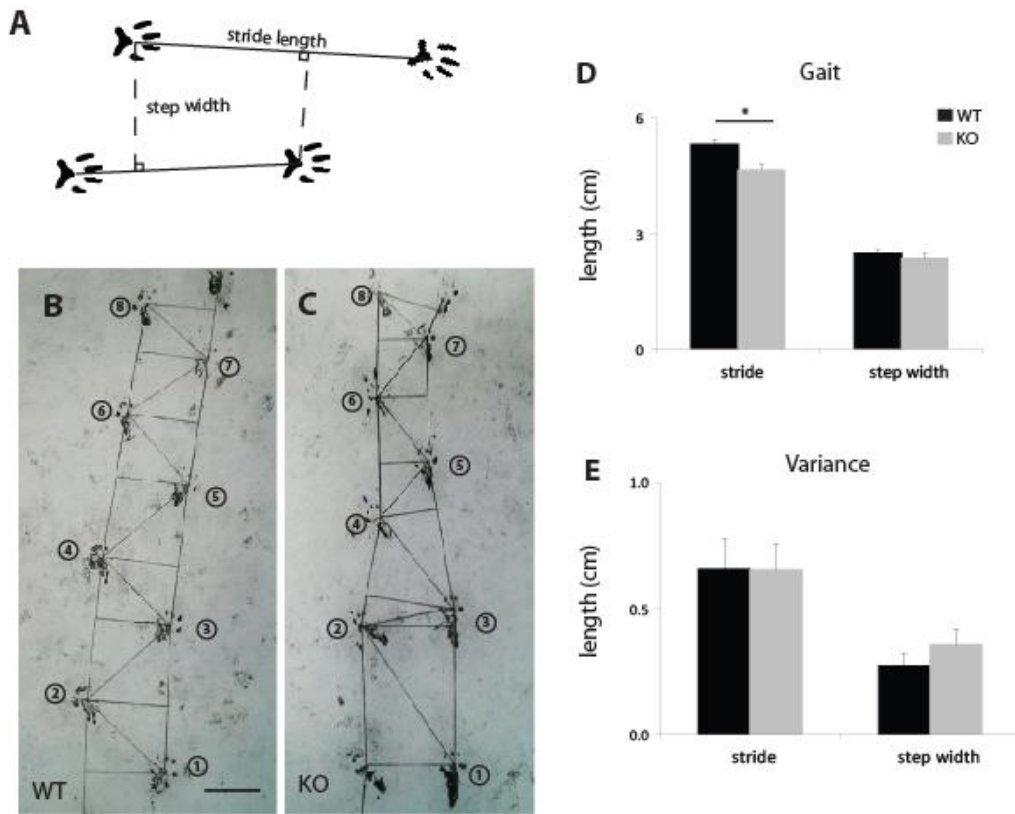 A
stride length
step width
B
8
7
6
5
4
3
2
1
WT
C
8
7
6
5
4
3
2
1
KO
D
Gait
6
3
0
length (cm)
*
WT
KO
stride
step width
E
Variance
1.0
0.5
0.0
length (cm)
stride
step width